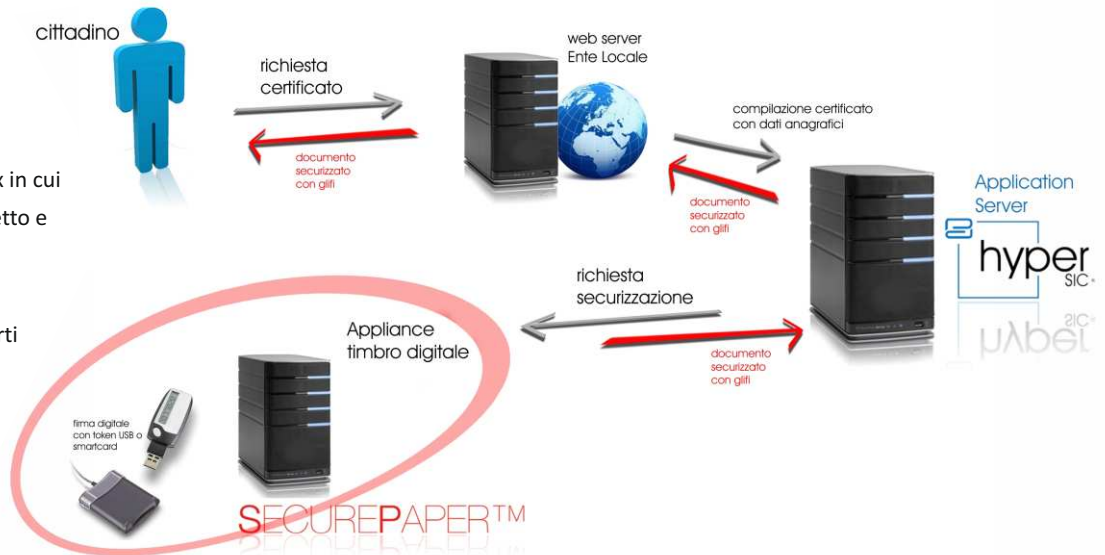 cittadino
richiesta
certificato
documento
securizzato
con glifi
web server
Ente Locale
compilazione certificato
con dati anagrafici
documento
securizzato
con glifi
Application
Server
hyper
SIC
in cui
etto e
rti
richiesta
securizzazione
documento
securizzato
con glifi
Appliance
timbro digitale
firma digitale
con token USB o
smartcard
SECUREPAPER™